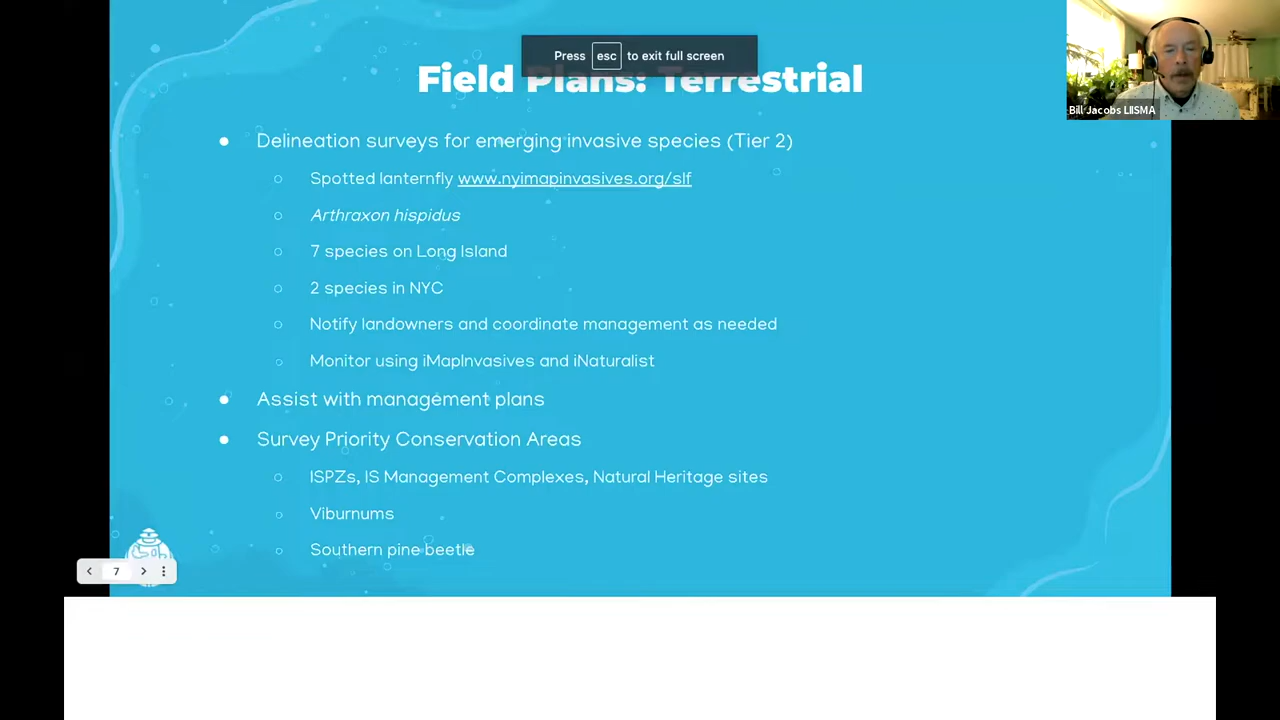 Press esc to exit full screen
Field Plans: Terrestrial
Bill Jacobs LIISMA
● Delineation surveys for emerging invasive species (Tier 2)
○ Spotted lanternfly www.nyimapinvasives.org/slf
○ Arthraxon hispidus
○ 7 species on Long Island
○ 2 species in NYC
○ Notify landowners and coordinate management as needed
○ Monitor using iMapInvasives and iNaturalist
● Assist with management plans
● Survey Priority Conservation Areas
○ ISPZs, IS Management Complexes, Natural Heritage sites
○ Viburnums
○ Southern pine beetle
7